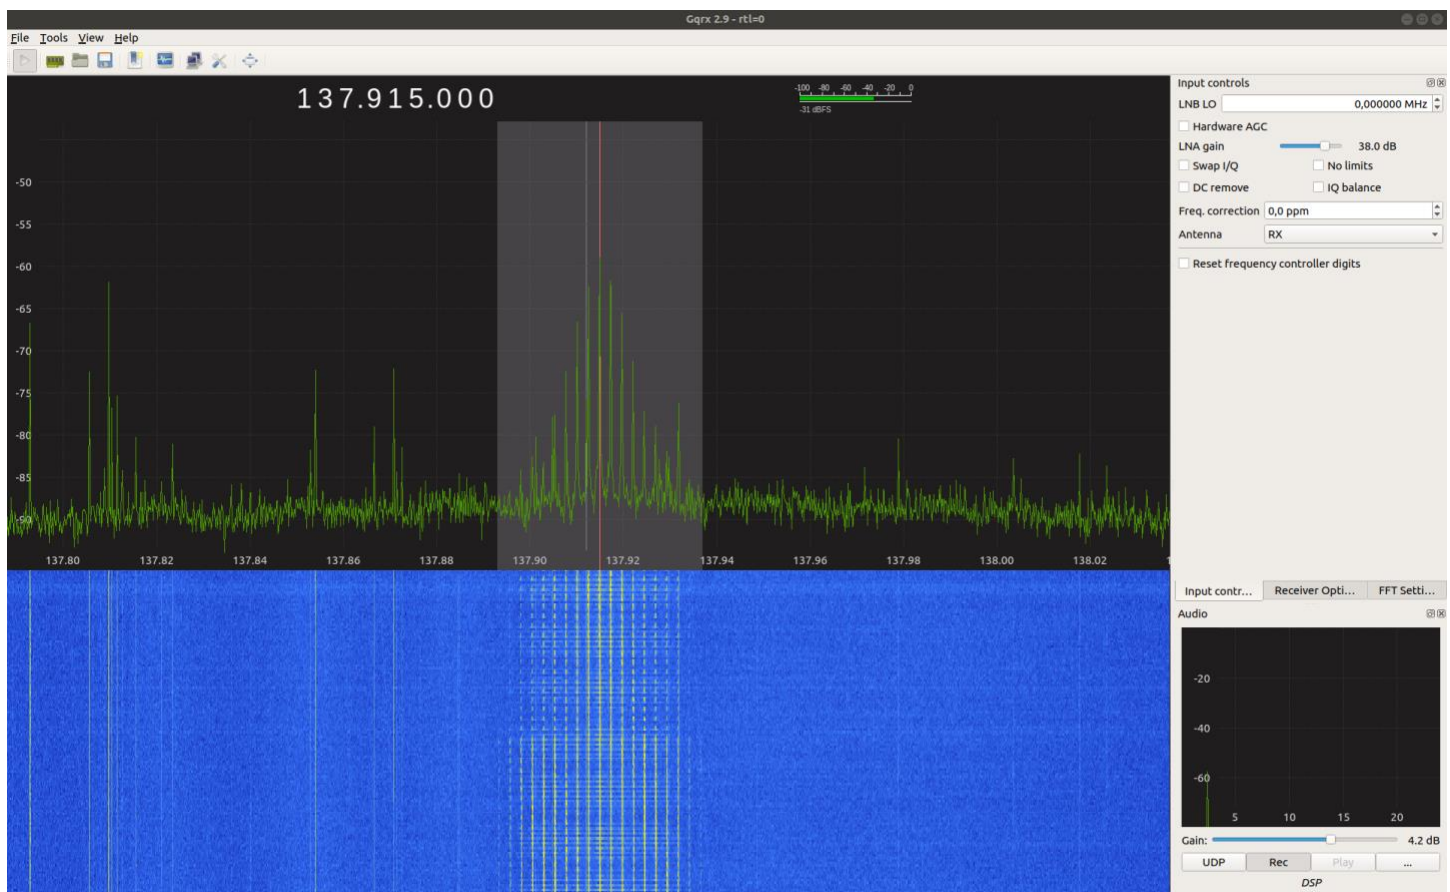 Gqrx 2.9 - rtl=0
File Tools View Help
137.915.000
-100 -80 -60 -40 -20 0
-31 dBFS
-50
-55
-60
-65
-70
-75
-80
-85
-90
137.80 137.82 137.84 137.86 137.88 137.90 137.92 137.94 137.96 137.98 138.00 138.02 1
Input controls
LNB LO 0,000000 MHz
Hardware AGC
LNA gain 38.0 dB
Swap I/Q No limits
DC remove IQ balance
Freq. correction 0,0 ppm
Antenna RX
Reset frequency controller digits
Input contr... Receiver Opti... FFT Setti...
Audio
-20
-40
-60
5 10 15 20
Gain: 4.2 dB
UDP Rec Play ...
DSP